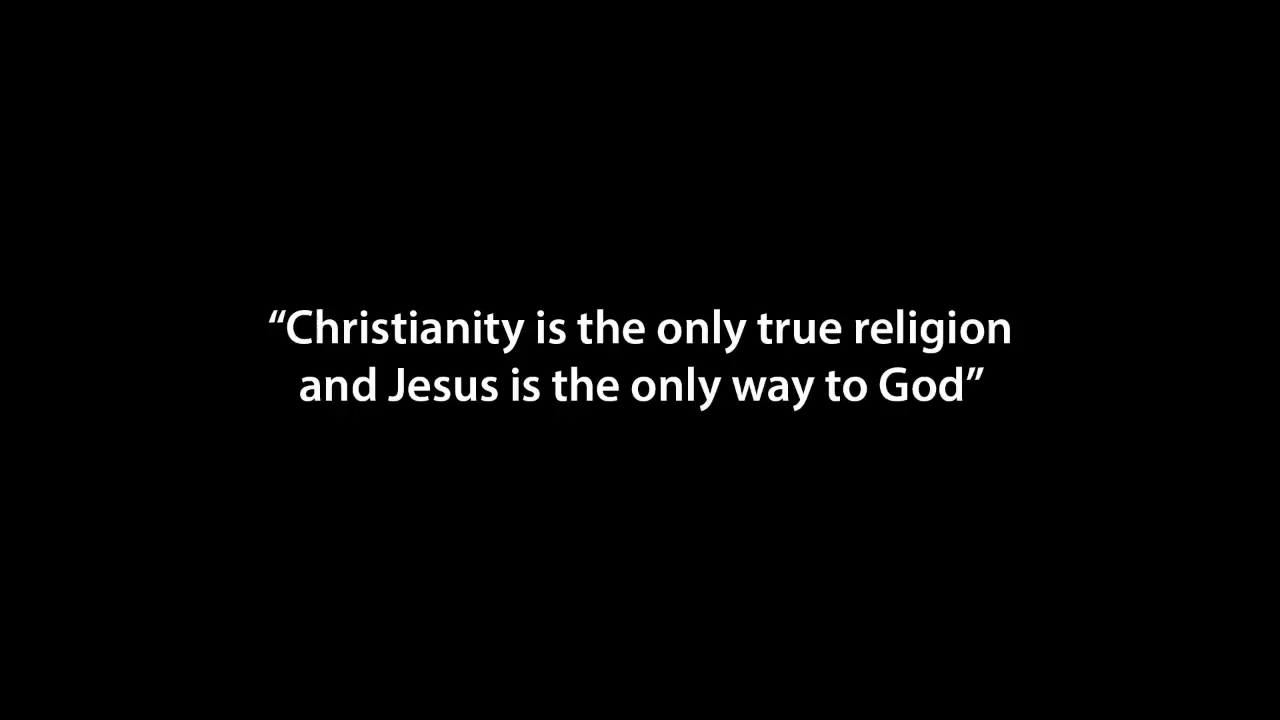 “Christianity is the only true religion
and Jesus is the only way to God”